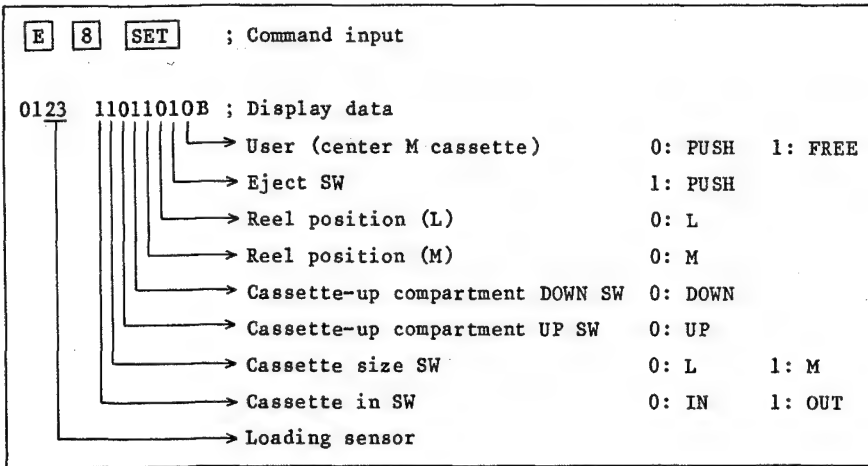 E 8 SET ; Command input
0123 11011010B ; Display data
User (center M cassette) 0: PUSH 1: FREE
Eject SW 1: PUSH
Reel position (L) 0: L
Reel position (M) 0: M
Cassette-up compartment DOWN SW 0: DOWN
Cassette-up compartment UP SW 0: UP
Cassette size SW 0: L 1: M
Cassette in SW 0: IN 1: OUT
Loading sensor